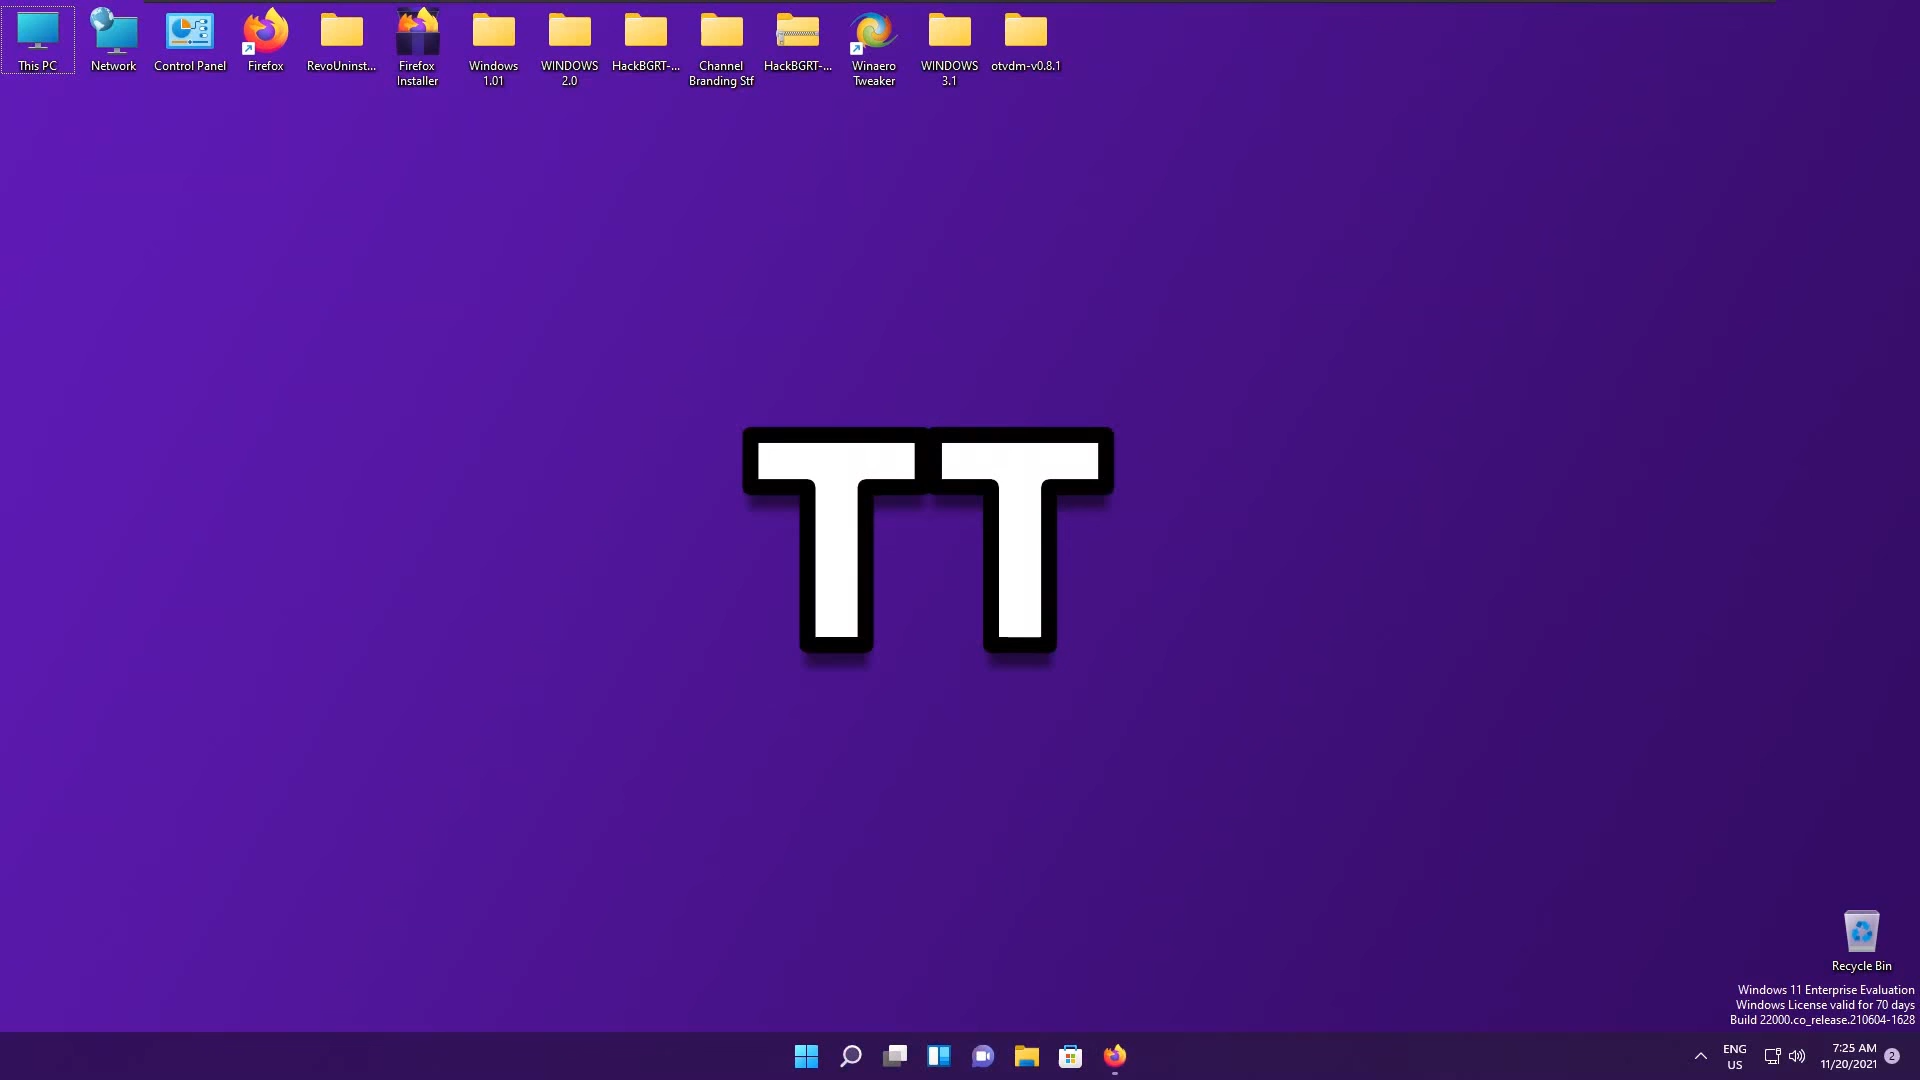 This PC
Network
Control Panel
Firefox
RevoUninst...
Firefox
Installer
Windows
1.01
WINDOWS
2.0
HackBGRT-...
Channel
Branding Stf
HackBGRT-...
Winaero
Tweaker
WINDOWS
3.1
otvdm-v0.8.1
TT
Recycle Bin
Windows 11 Enterprise Evaluation
Windows License valid for 70 days
Build 22000.co_release.210604-1628
ENG
US
7:25 AM
11/20/2021
2